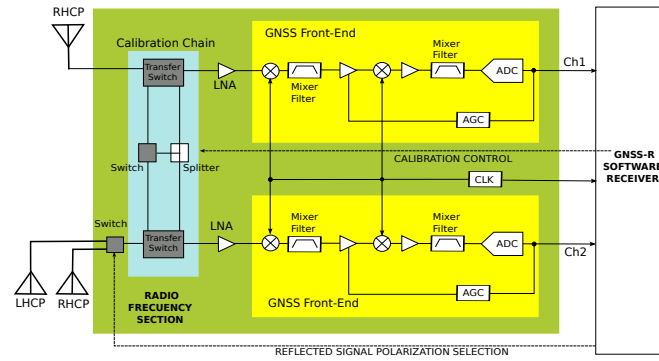 RHCP
Calibration Chain
GNSS Front-End
Transfer
Switch
LNA
Mixer
Filter
Mixer
Filter
ADC
Ch1
AGC
Switch
Splitter
CALIBRATION CONTROL
GNSS-R
SOFTWARE
RECEIVER
CLK
Switch
Transfer
Switch
LNA
Mixer
Filter
Mixer
Filter
ADC
Ch2
AGC
LHCP
RHCP
RADIO
FRECUENCY
SECTION
GNSS Front-End
REFLECTED SIGNAL POLARIZATION SELECTION